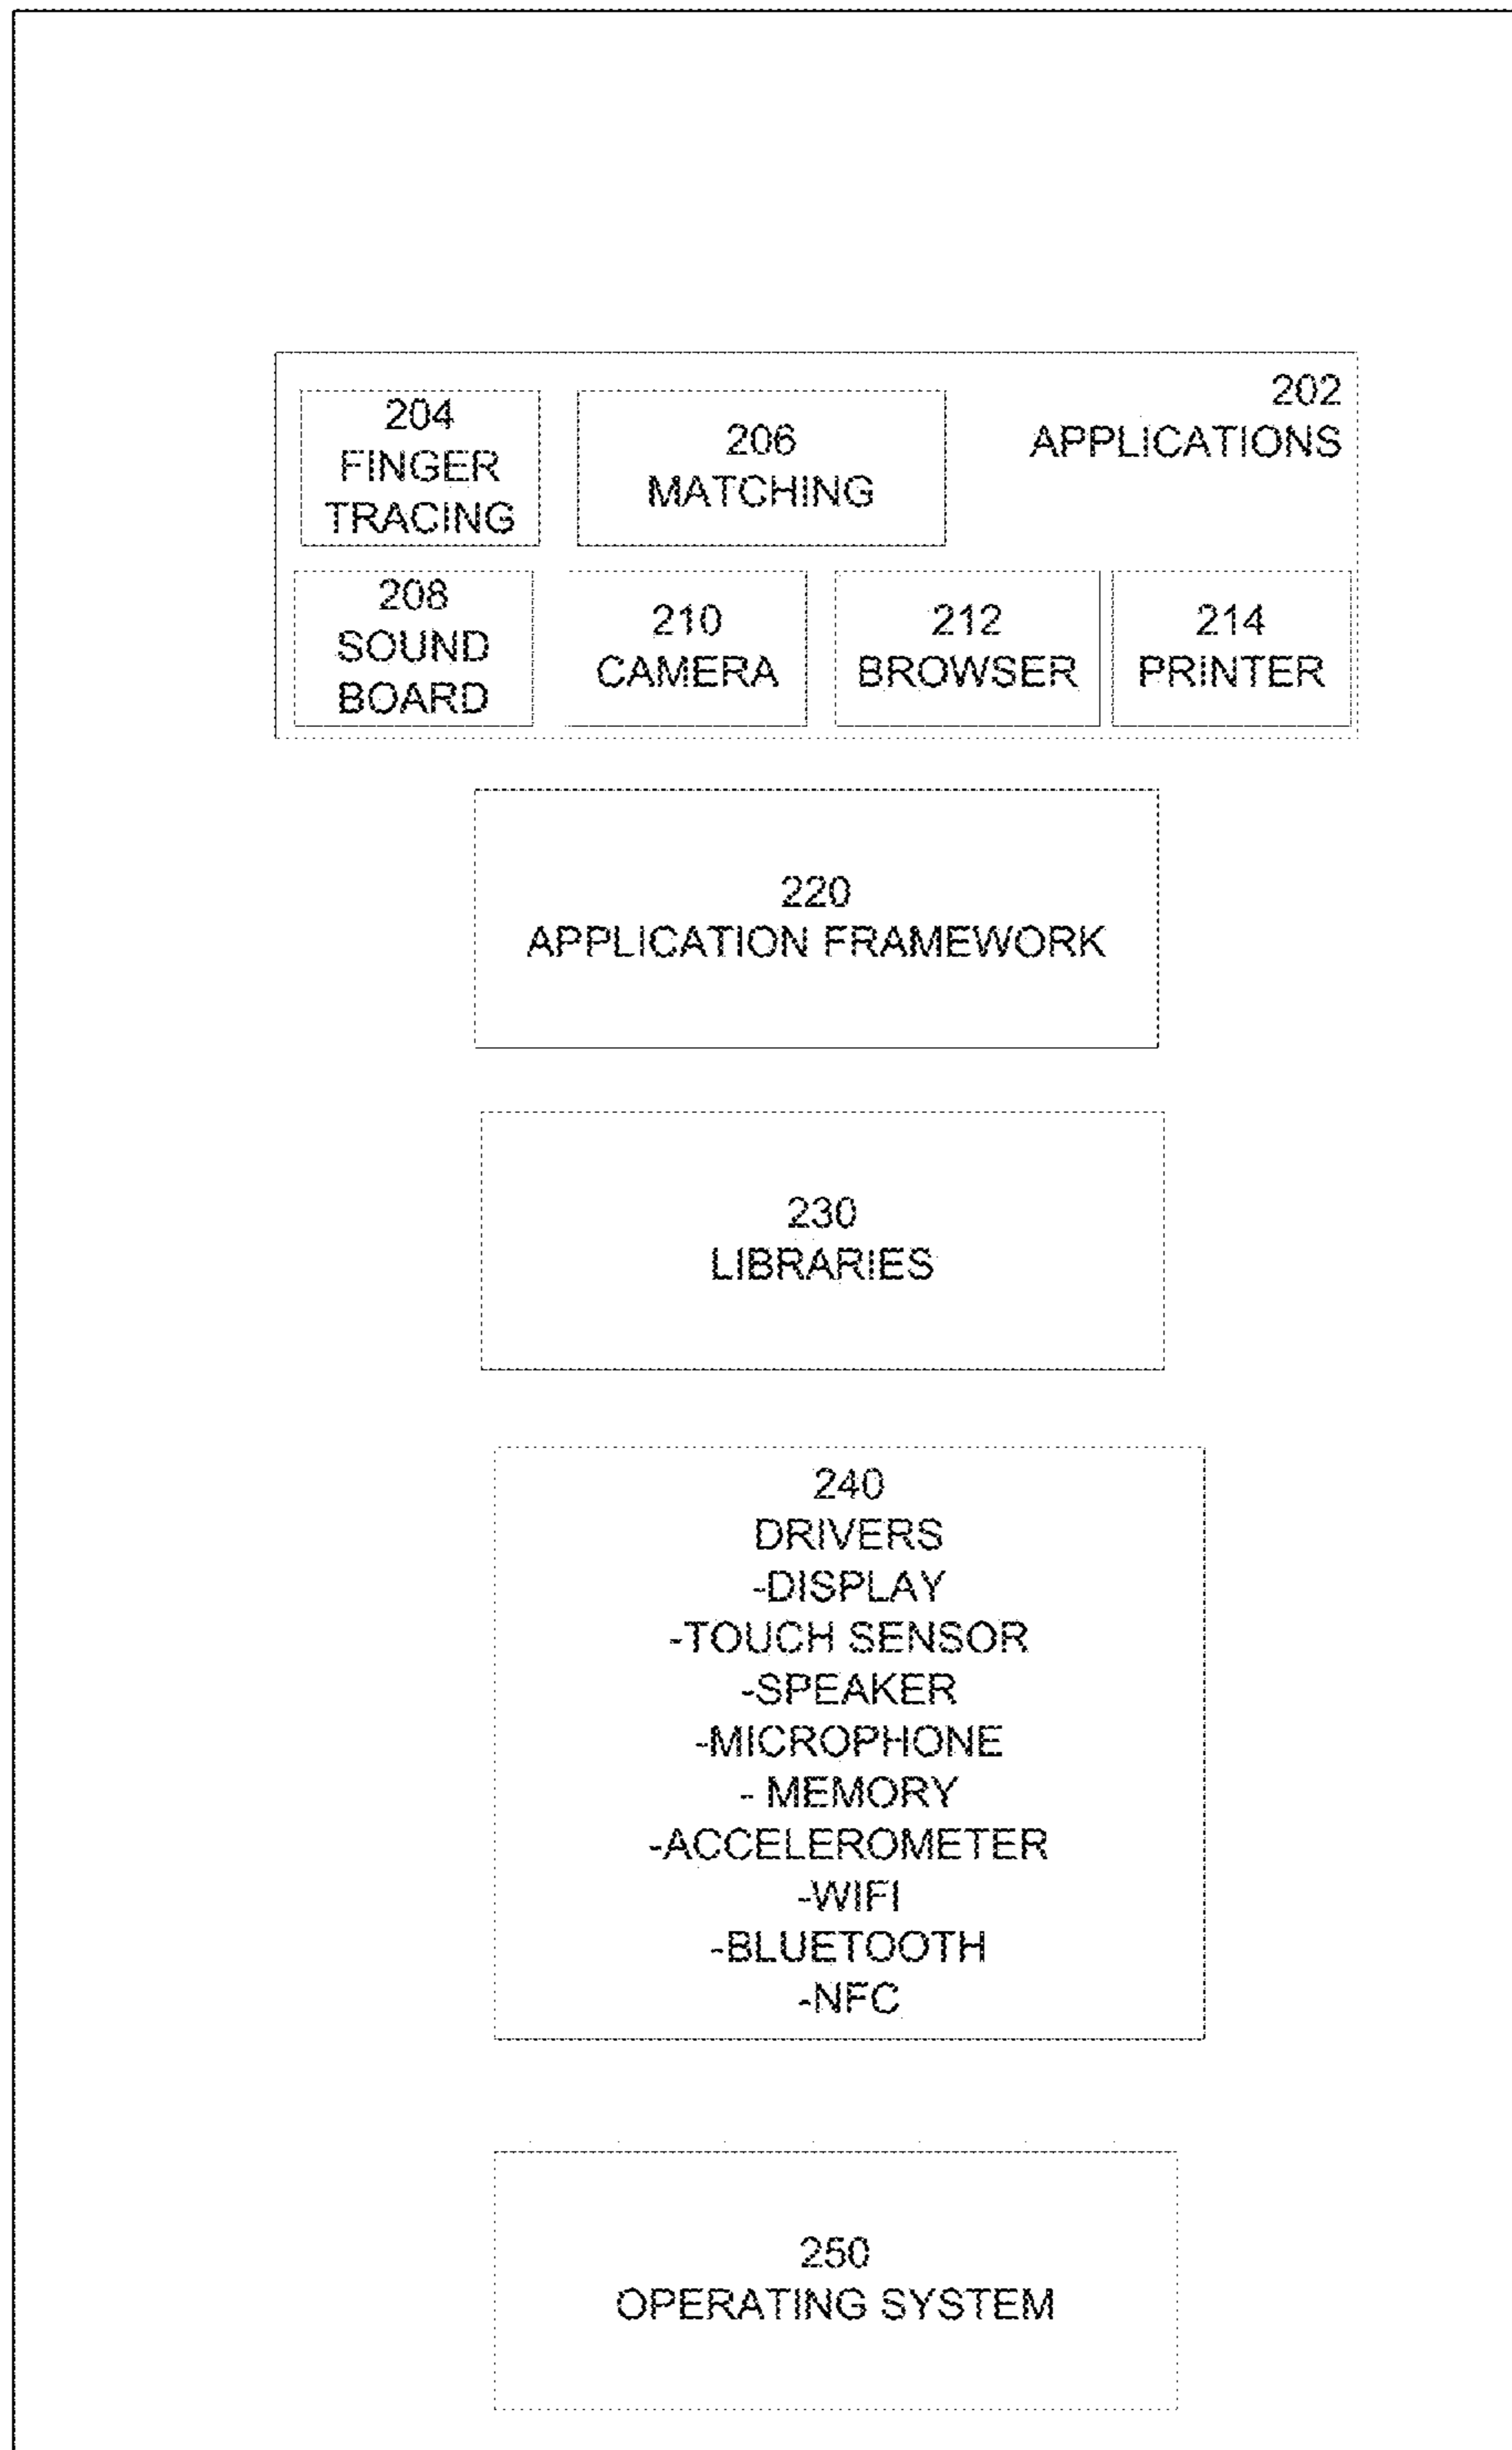 202
APPLICATIONS
204
FINGER
TRACING
206
MATCHING
208
SOUND
BOARD
210
CAMERA
212
BROWSER
214
PRINTER
220
APPLICATION FRAMEWORK
230
LIBRARIES
240
DRIVERS
-DISPLAY
-TOUCH SENSOR
-SPEAKER
-MICROPHONE
- MEMORY
-ACCELEROMETER
-WIFI
-BLUETOOTH
-NFC
250
OPERATING SYSTEM